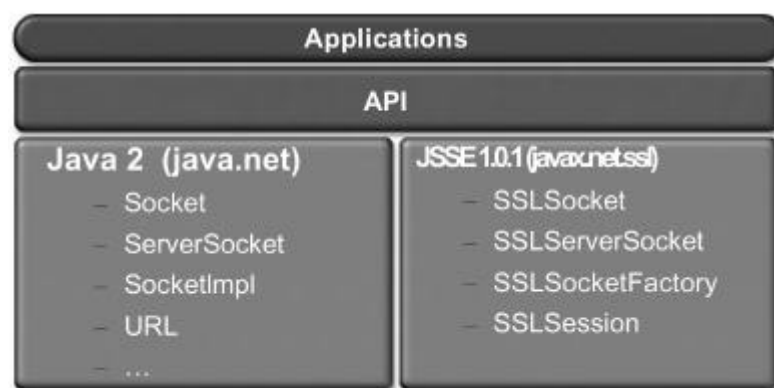 Applications
API
Java 2 (java.net)
– Socket
– ServerSocket
– SocketImpl
– URL
– ...
JSSE 1.0.1 (javax.net.ssl)
– SSLSocket
– SSLServerSocket
– SSLSocketFactory
– SSLSession